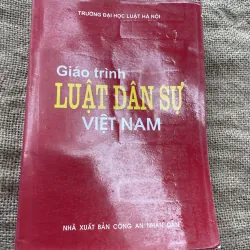 TRƯỜNG ĐẠI HỌC LUẬT HÀ NỘI
Giáo trình
LUẬT DÂN SỰ
VIỆT NAM
NHÀ XUẤT BẢN CÔNG AN NHÂN DÂN